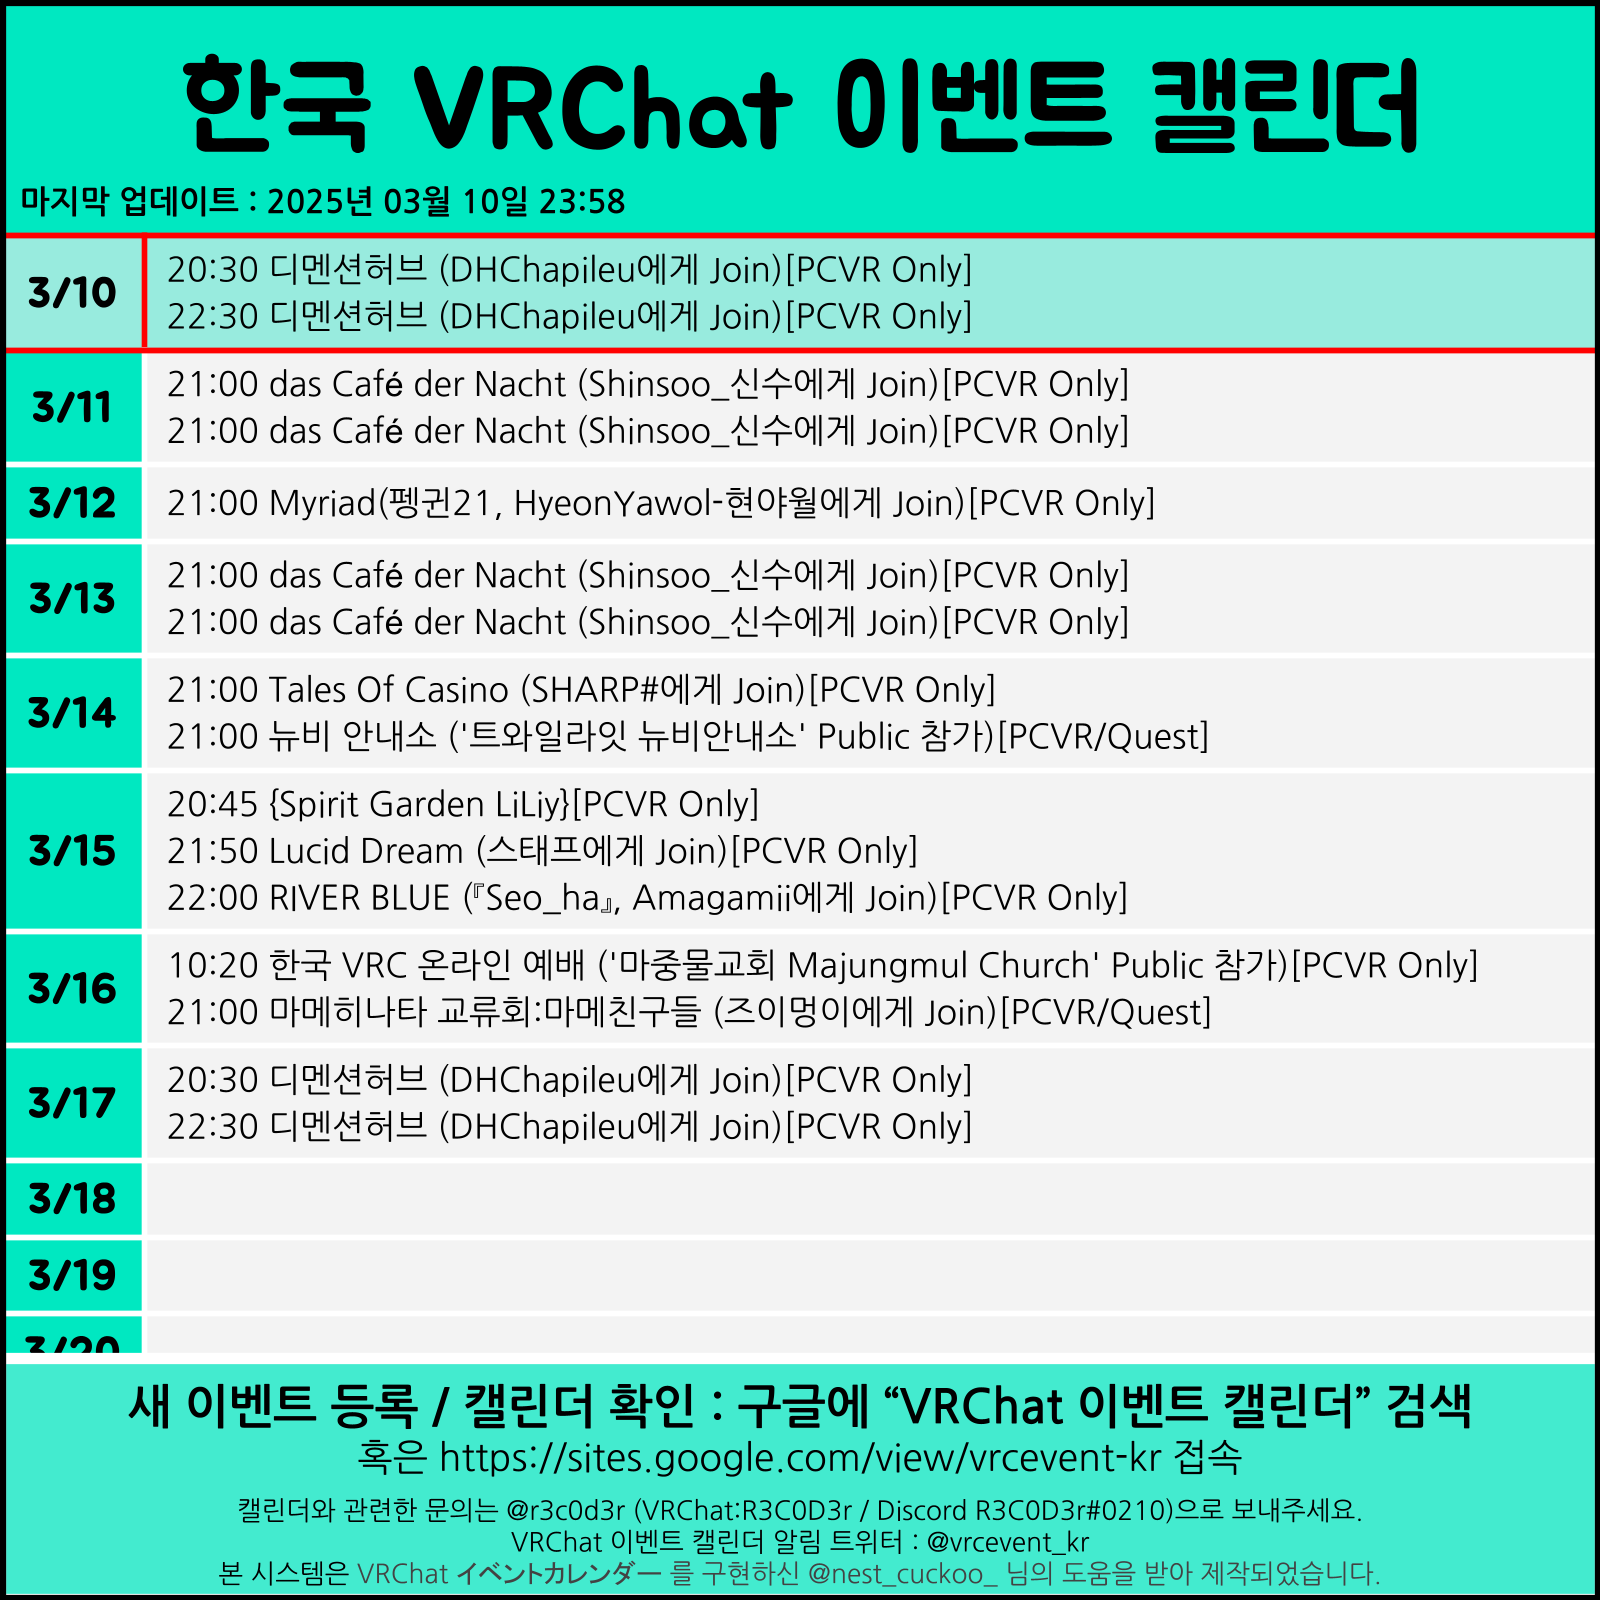 한국 VRChat 이벤트 캘린더
마지막 업데이트 : 2025년 03월 10일 23:58
3/10
20:30 디멘션허브 (DHChapileu에게 Join)[PCVR Only]
22:30 디멘션허브 (DHChapileu에게 Join)[PCVR Only]
3/11
21:00 das Café der Nacht (Shinsoo_신수에게 Join)[PCVR Only]
21:00 das Café der Nacht (Shinsoo_신수에게 Join)[PCVR Only]
3/12
21:00 Myriad(펭귄21, HyeonYawol-현야월에게 Join)[PCVR Only]
3/13
21:00 das Café der Nacht (Shinsoo_신수에게 Join)[PCVR Only]
21:00 das Café der Nacht (Shinsoo_신수에게 Join)[PCVR Only]
3/14
21:00 Tales Of Casino (SHARP#에게 Join)[PCVR Only]
21:00 뉴비 안내소 ('트와일라잇 뉴비안내소' Public 참가)[PCVR/Quest]
3/15
20:45 {Spirit Garden LiLiy}[PCVR Only]
21:50 Lucid Dream (스태프에게 Join)[PCVR Only]
22:00 RIVER BLUE (『Seo_ha』, Amagamii에게 Join)[PCVR Only]
3/16
10:20 한국 VRC 온라인 예배 ('마중물교회 Majungmul Church' Public 참가)[PCVR Only]
21:00 마메히나타 교류회:마메친구들 (즈이멍이에게 Join)[PCVR/Quest]
3/17
20:30 디멘션허브 (DHChapileu에게 Join)[PCVR Only]
22:30 디멘션허브 (DHChapileu에게 Join)[PCVR Only]
3/18
3/19
3/20
새 이벤트 등록 / 캘린더 확인 : 구글에 “VRChat 이벤트 캘린더” 검색
혹은 https://sites.google.com/view/vrcevent-kr 접속
캘린더와 관련한 문의는 @r3c0d3r (VRChat:R3C0D3r / Discord R3C0D3r#0210)으로 보내주세요.
VRChat 이벤트 캘린더 알림 트위터 : @vrcevent_kr
본 시스템은 VRChat イベントカレンダー 를 구현하신 @nest_cuckoo_ 님의 도움을 받아 제작되었습니다.